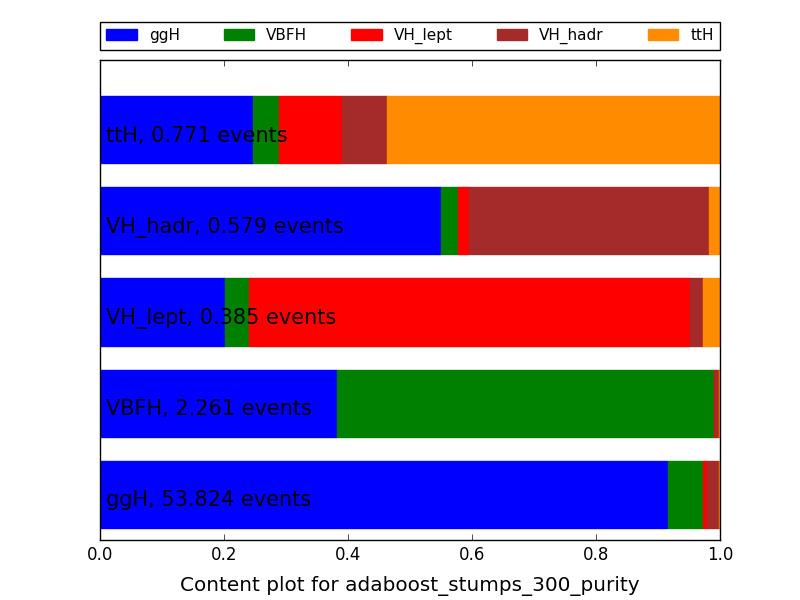 ggH VBFH VH_lept VH_hadr ttH
ttH, 0.771 events
VH_hadr, 0.579 events
VH_lept, 0.385 events
VBFH, 2.261 events
ggH, 53.824 events
0.0 0.2 0.4 0.6 0.8 1.0
Content plot for adaboost_stumps_300_purity